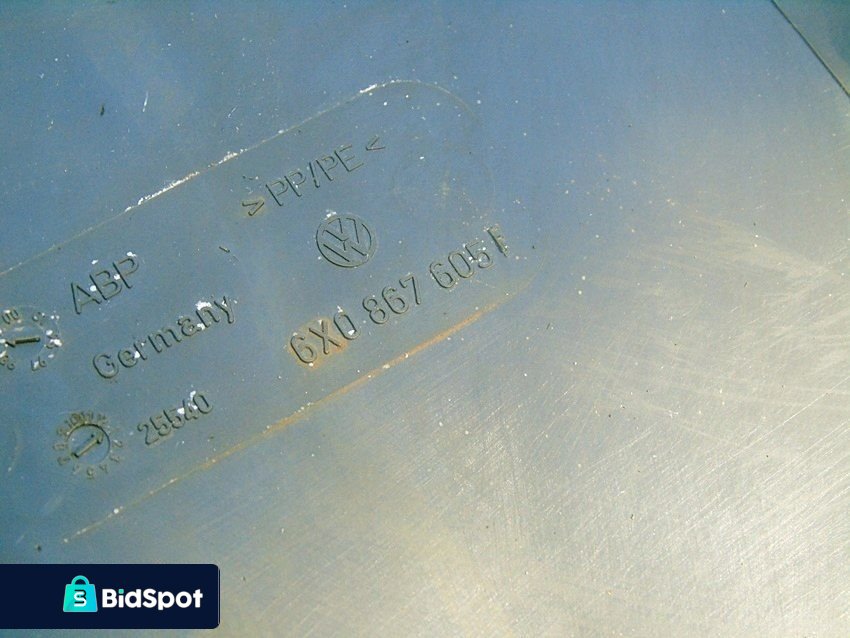 >PP/PE<
ABP
Germany
6X0 867 605
25540
BidSpot